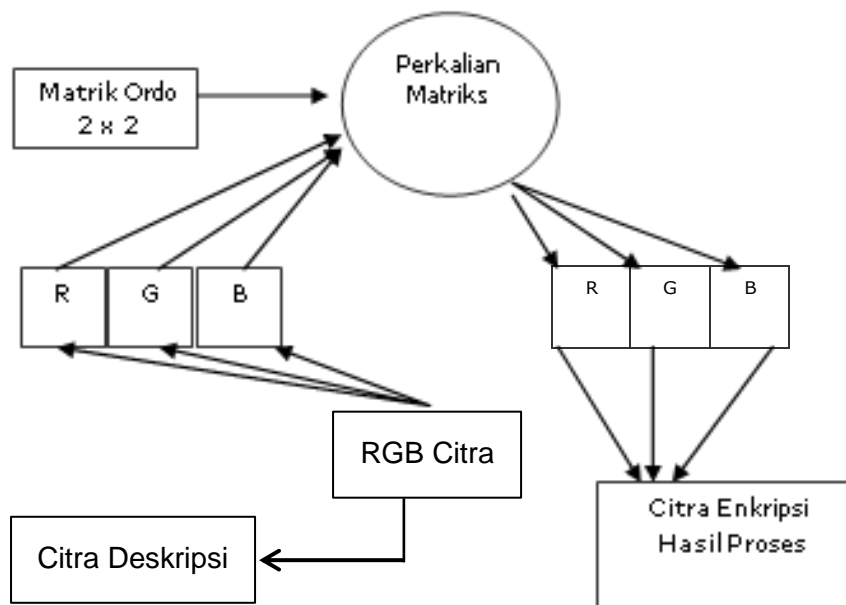 Perkalian
Matriks
Matrik Ordo
2 x 2
R G B
R G B
RGB Citra
Citra Enkripsi
Hasil Proses
Citra Deskripsi